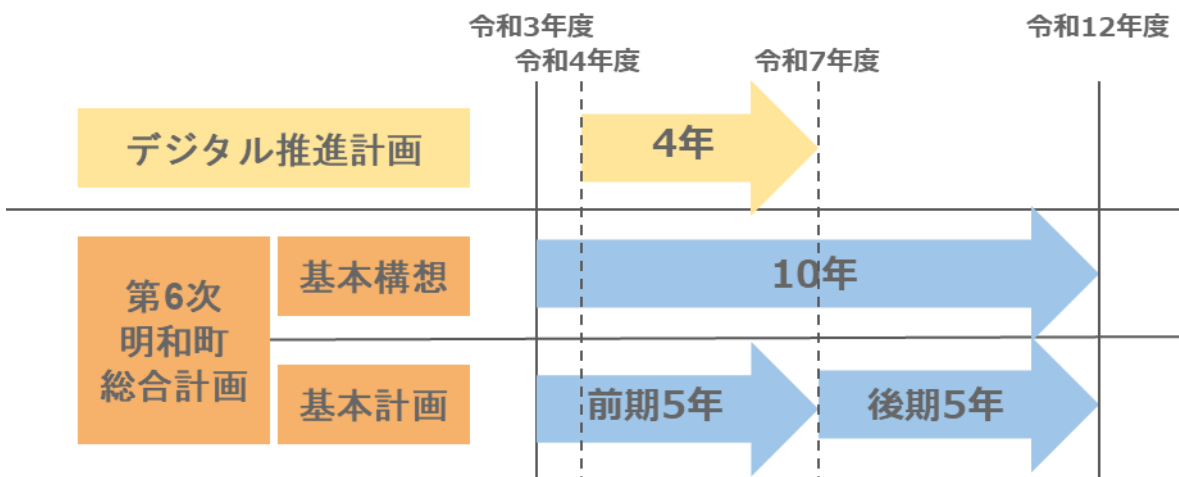 令和3年度
令和12年度
令和4年度
令和7年度
デジタル推進計画
4年
第6次
明和町
総合計画
基本構想
10年
基本計画
前期5年
後期5年